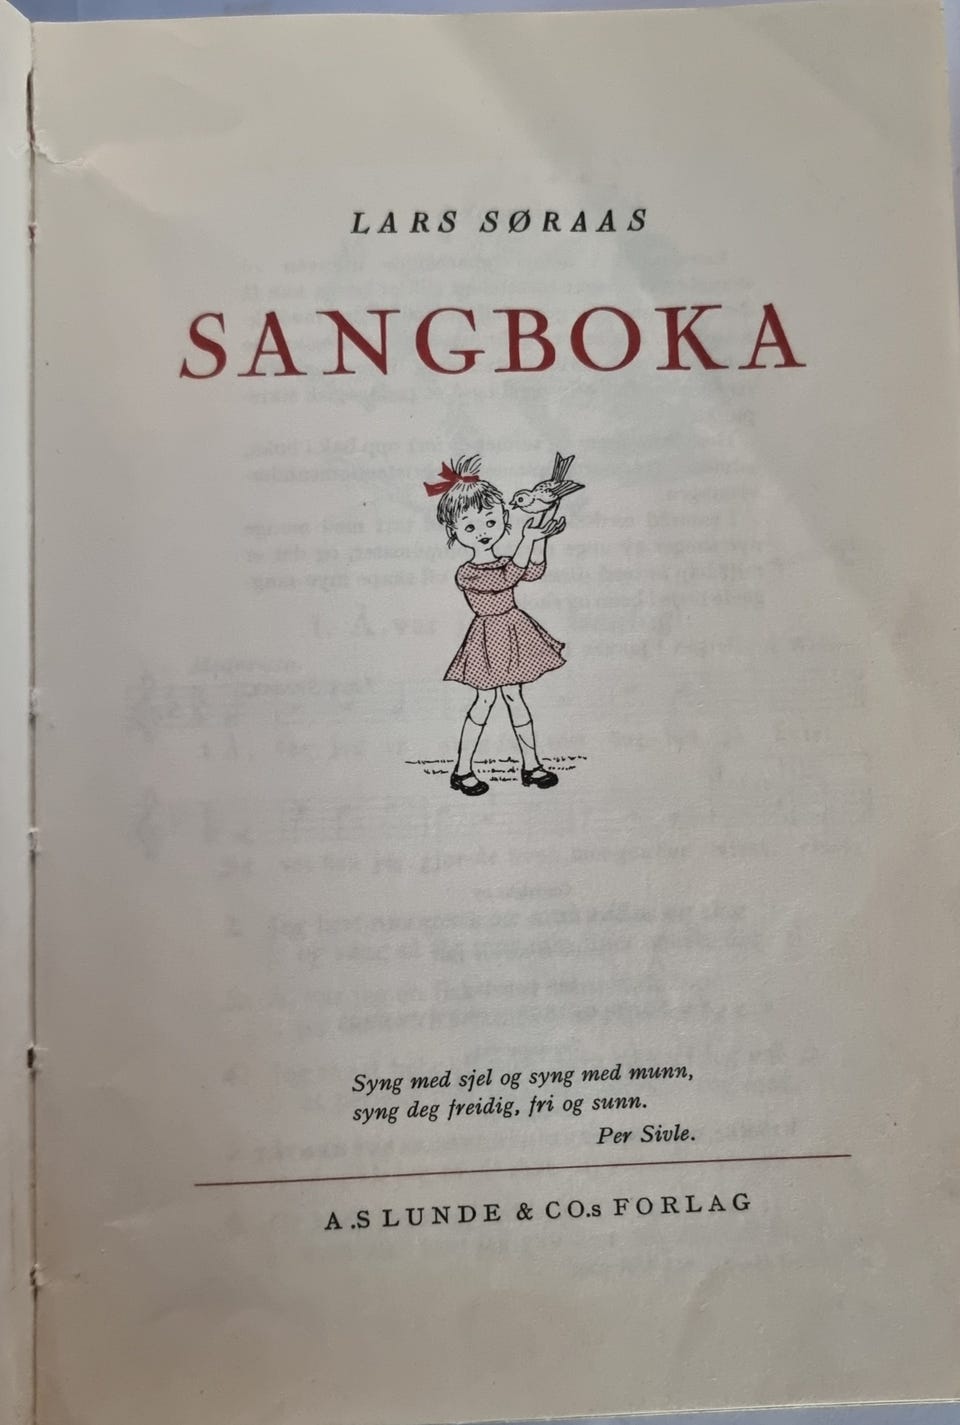 LARS SØRAAS
SANGBOKA
Syng med sjel og syng med munn,
syng deg freidig, fri og sunn.
Per Sivle.
A.S LUNDE & CO.s FORLAG